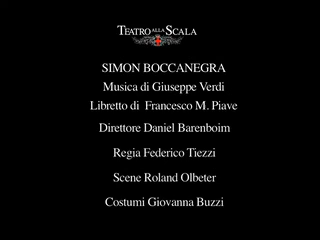 TEATRO ALLA SCALA
SIMON BOCCANEGRA
Musica di Giuseppe Verdi
Libretto di Francesco M. Piave
Direttore Daniel Barenboim
Regia Federico Tiezzi
Scene Roland Olbeter
Costumi Giovanna Buzzi